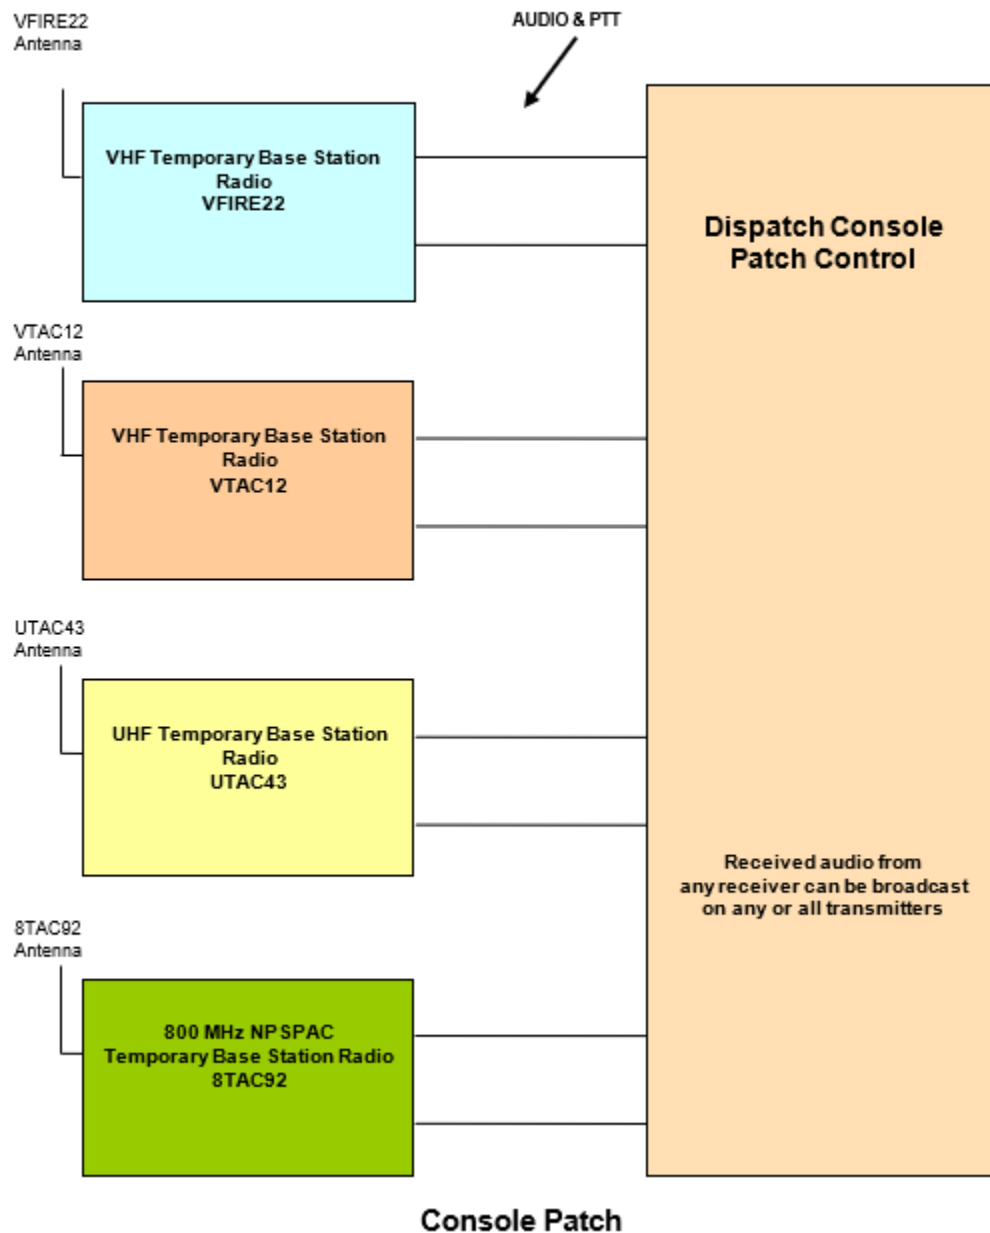 VFIRE22
Antenna
AUDIO & PTT
VHF Temporary Base Station
Radio
VFIRE22
Dispatch Console
Patch Control
VTAC12
Antenna
VHF Temporary Base Station
Radio
VTAC12
UTAC43
Antenna
UHF Temporary Base Station
Radio
UTAC43
Received audio from
any receiver can be broadcast
on any or all transmitters
8TAC92
Antenna
800 MHz NPSPAC
Temporary Base Station Radio
8TAC92
Console Patch